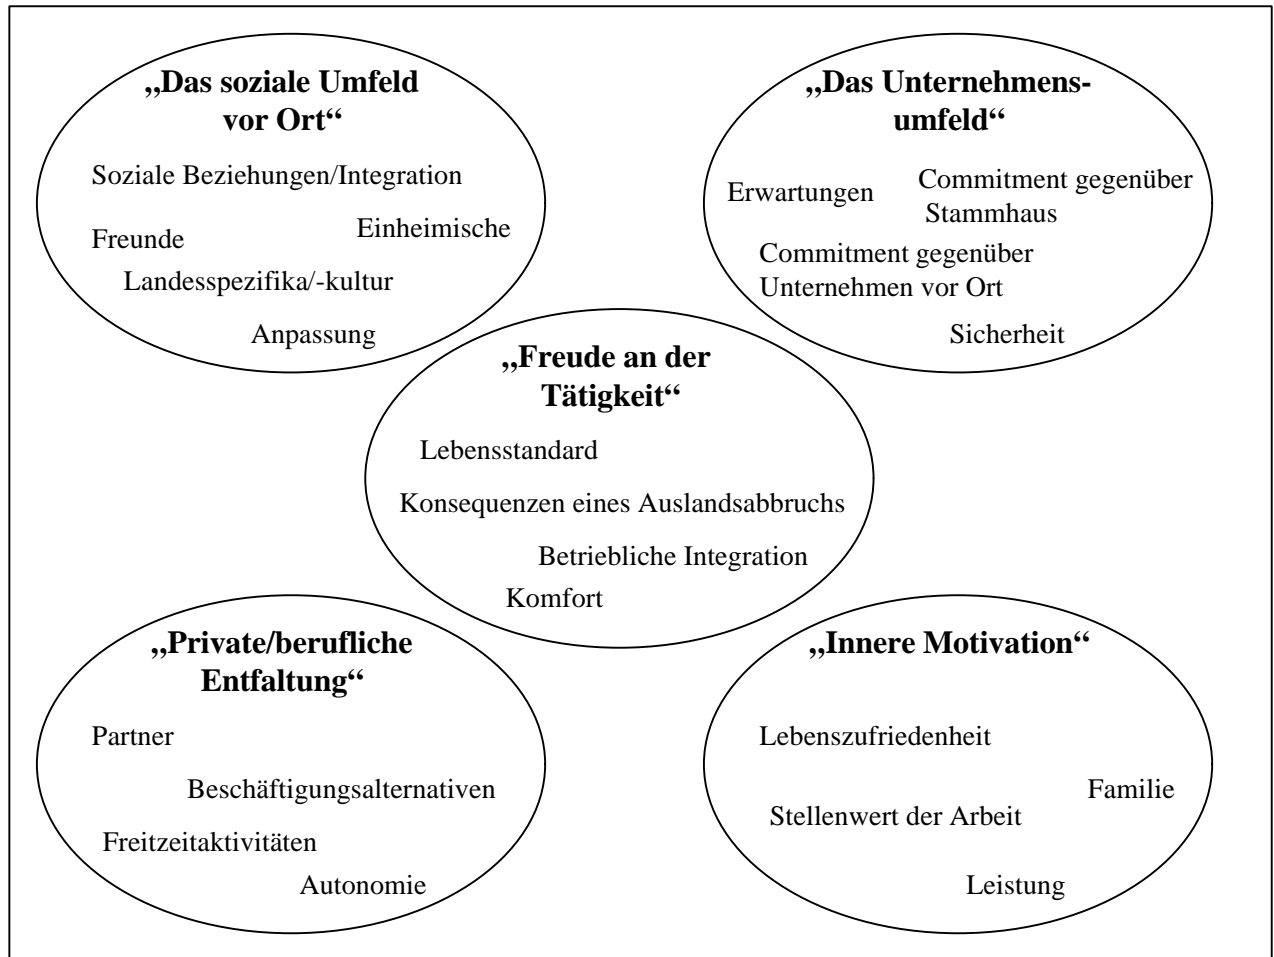 „Das soziale Umfeld
vor Ort“
Soziale Beziehungen/Integration
Einheimische
Freunde
Landesspezifika/-kultur
Anpassung
„Das Unternehmens-
umfeld“
Erwartungen
Commitment gegenüber
Stammhaus
Commitment gegenüber
Unternehmen vor Ort
Sicherheit
„Freude an der
Tätigkeit“
Lebensstandard
Konsequenzen eines Auslandsabbruchs
Betriebliche Integration
Komfort
„Private/berufliche
Entfaltung“
Partner
Beschäftigungsalternativen
Freitzeitaktivitäten
Autonomie
„Innere Motivation“
Lebenszufriedenheit
Familie
Stellenwert der Arbeit
Leistung